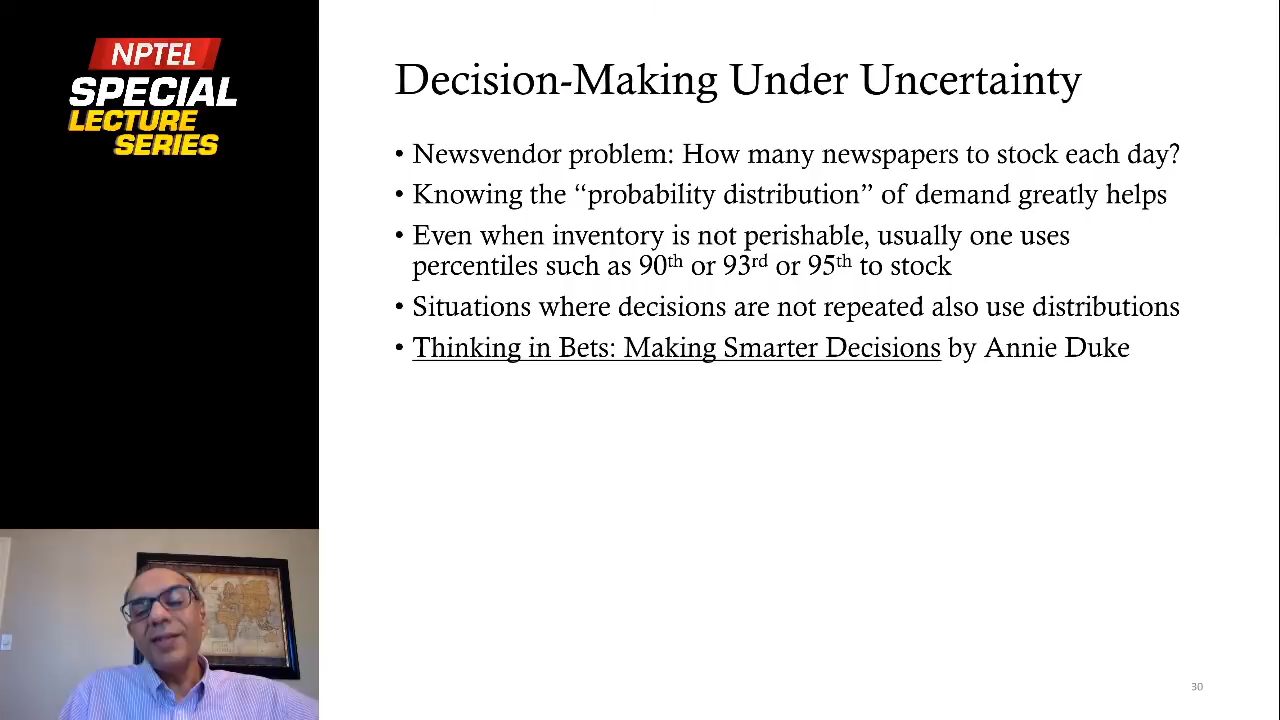 NPTEL
SPECIAL
LECTURE
SERIES
Decision-Making Under Uncertainty
• Newsvendor problem: How many newspapers to stock each day?
• Knowing the “probability distribution” of demand greatly helps
• Even when inventory is not perishable, usually one uses
percentiles such as 90th or 93rd or 95th to stock
• Situations where decisions are not repeated also use distributions
• Thinking in Bets: Making Smarter Decisions by Annie Duke
30